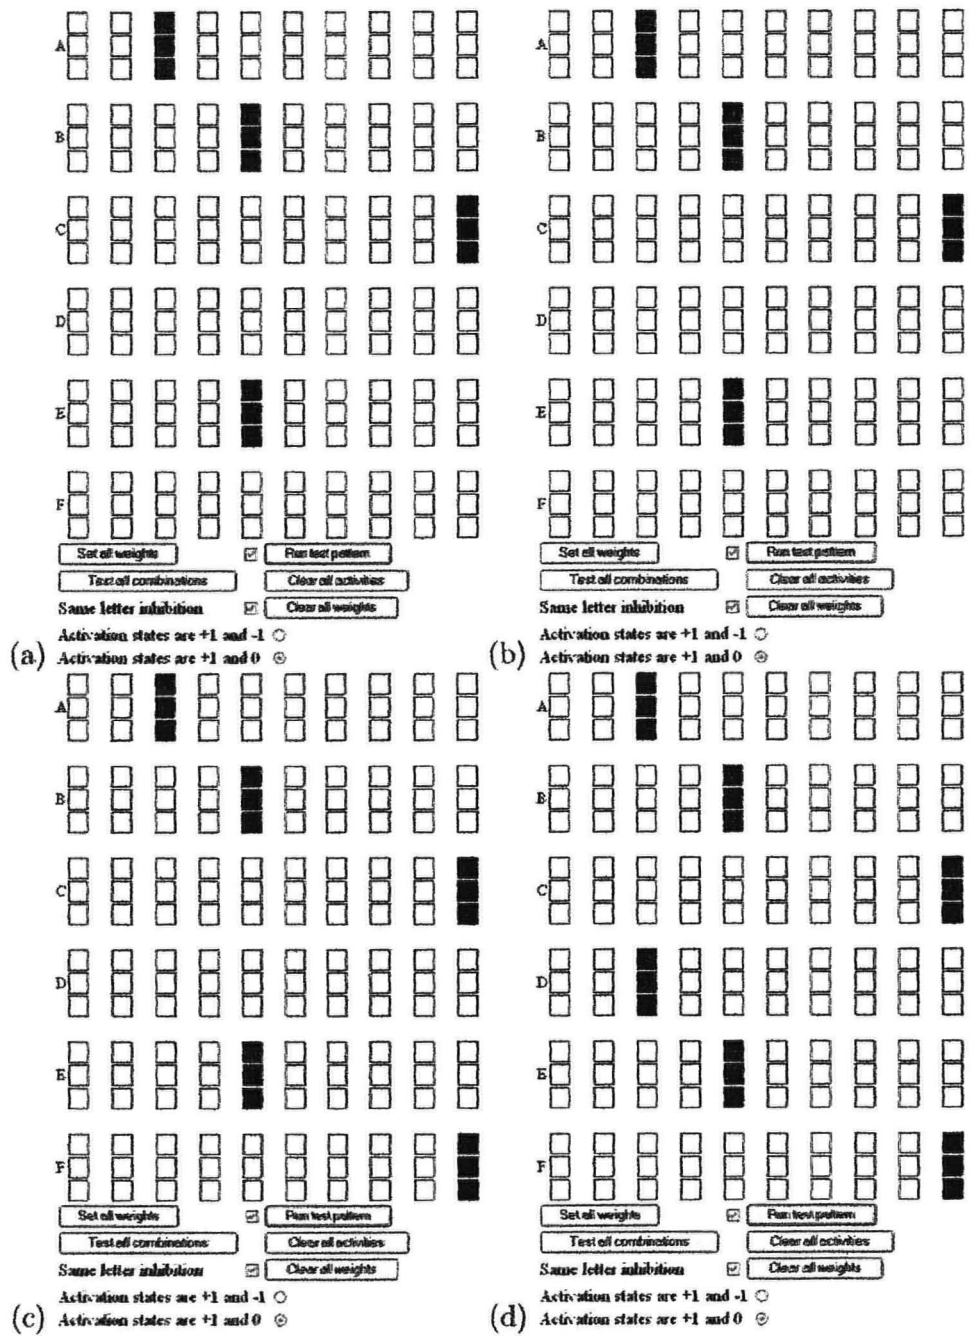 A
B
C
D
E
F
Set all weights Run test pattern
Test all combinations Clear all activities
Same letter inhibition Clear all weights
Activation states are +1 and -1
(a) Activation states are +1 and 0
A
B
C
D
E
F
Set all weights Run test pattern
Test all combinations Clear all activities
Same letter inhibition Clear all weights
Activation states are +1 and -1
(b) Activation states are +1 and 0
A
B
C
D
E
F
Set all weights Run test pattern
Test all combinations Clear all activities
Same letter inhibition Clear all weights
Activation states are +1 and -1
(c) Activation states are +1 and 0
A
B
C
D
E
F
Set all weights Run test pattern
Test all combinations Clear all activities
Same letter inhibition Clear all weights
Activation states are +1 and -1
(d) Activation states are +1 and 0